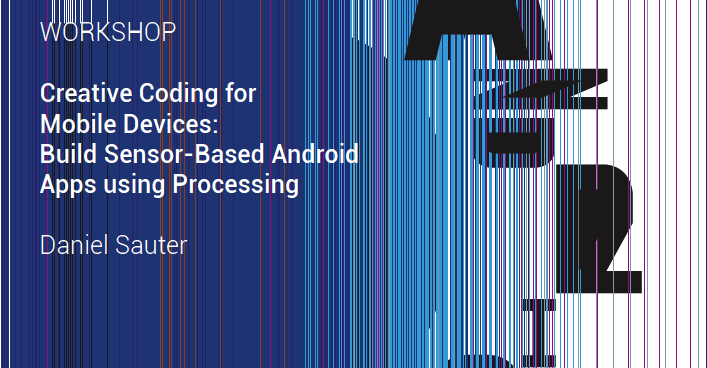 WORKSHOP
Creative Coding for
Mobile Devices:
Build Sensor-Based Android
Apps using Processing
Daniel Sauter